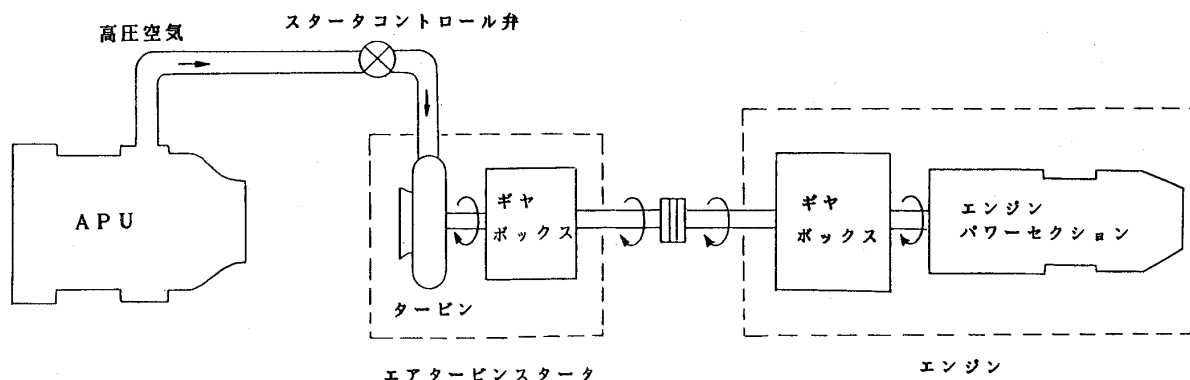 スタータコントロール弁
高圧空気
APU
ギヤ
ボックス
タービン
エアタービンスタータ
ギヤ
ボックス
エンジン
パワーセクション
エンジン